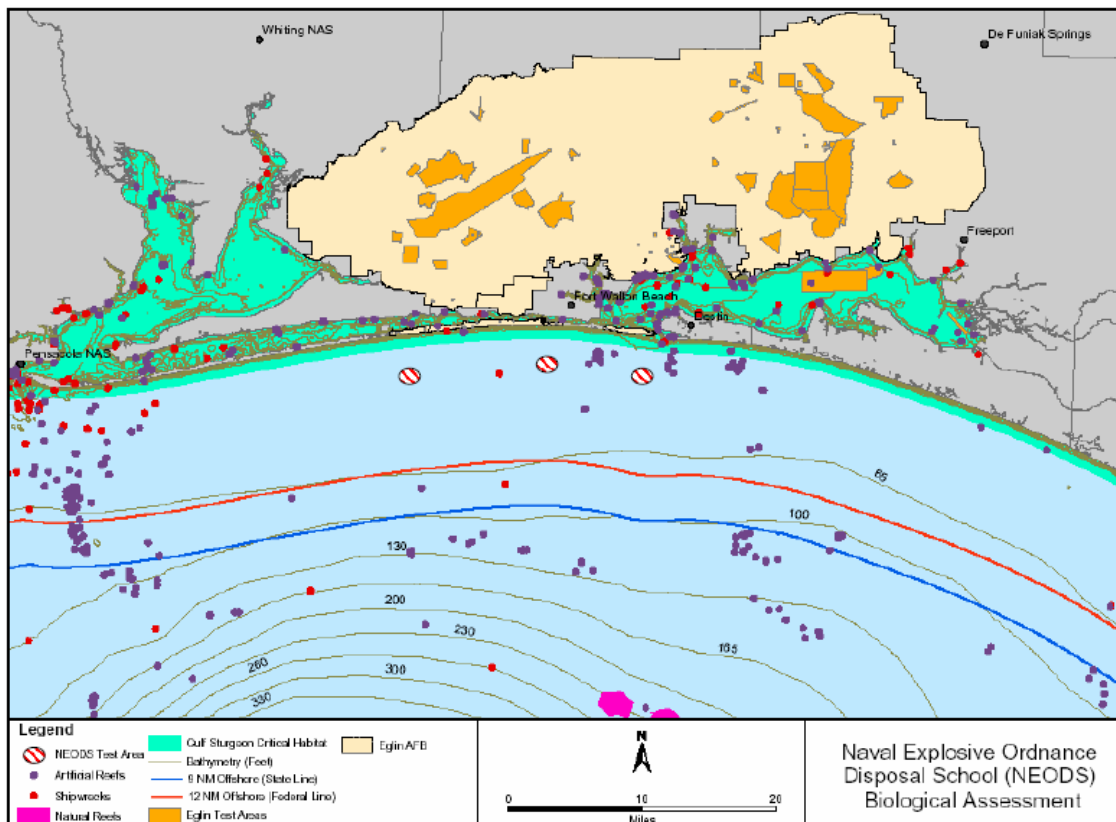 Whiting NAS
De Funiak Springs
Freeport
Fort Walton Beach
Destin
Pensacola NAS
65
100
130
200
165
230
260
300
330
Legend
NEODS Test Area
Artificial Reefs
Shipwrecks
Natural Reefs
Gulf Sturgeon Critical Habitat
Bathymetry (Feet)
9 NM Offshore (State Line)
12 NM Offshore (Federal Line)
Eglin Test Areas
Eglin AFB
N
0 10 20
Miles
Naval Explosive Ordnance
Disposal School (NEODS)
Biological Assessment